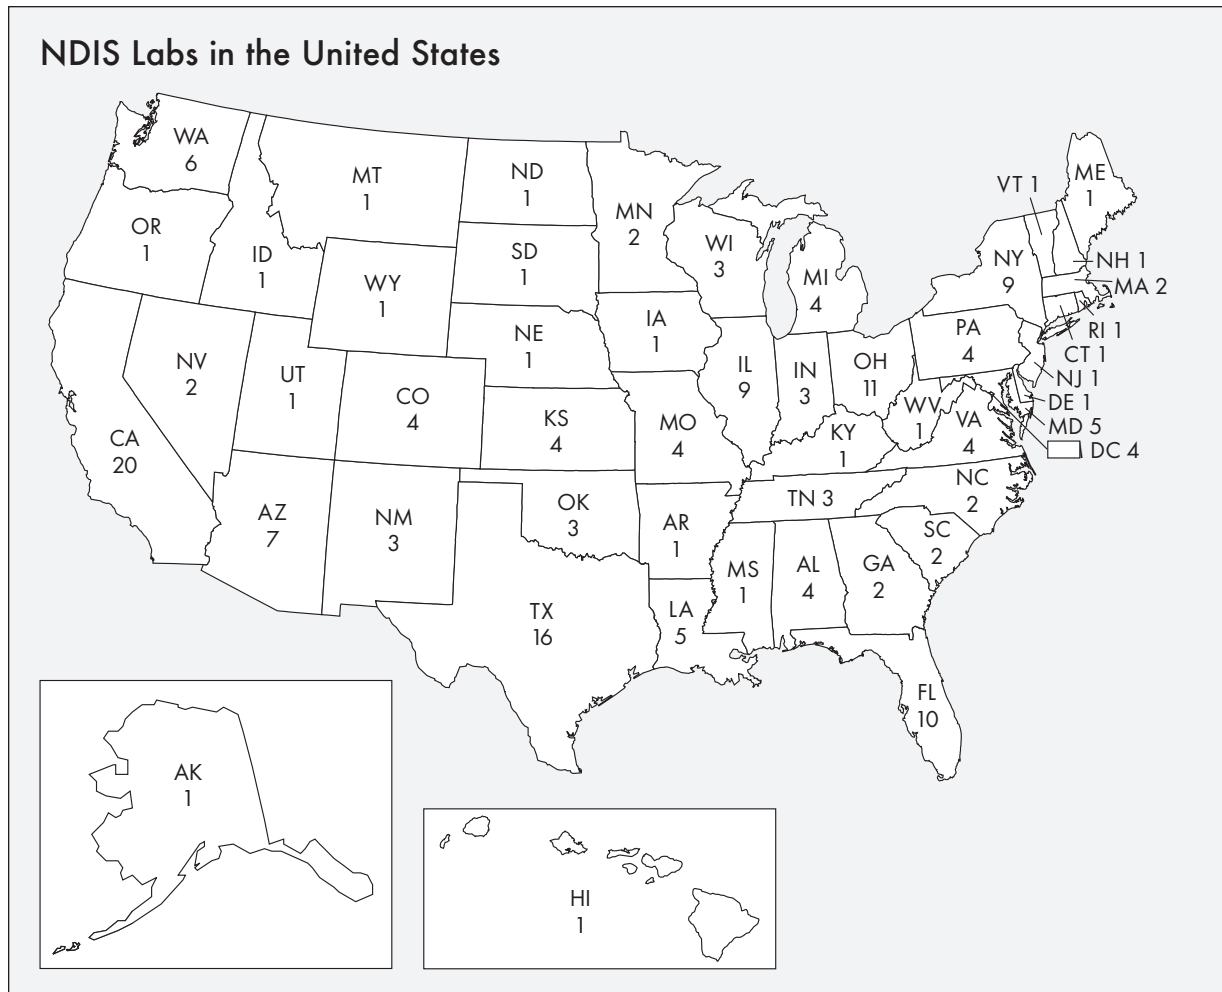 NDIS Labs in the United States
WA
6
MT
1
ND
1
MN
2
OR
1
ID
1
WY
1
SD
1
WI
3
MI
4
NY
9
VT 1
ME
1
NH 1
MA 2
RI 1
CT 1
NJ 1
DE 1
MD 5
DC 4
NV
2
UT
1
CO
4
NE
1
IA
1
IL
9
IN
3
OH
11
PA
4
WV
1
VA
4
CA
20
KS
4
MO
4
KY
1
AZ
7
NM
3
OK
3
AR
1
TN 3
NC
2
SC
2
MS
1
AL
4
GA
2
TX
16
LA
5
FL
10
AK
1
HI
1